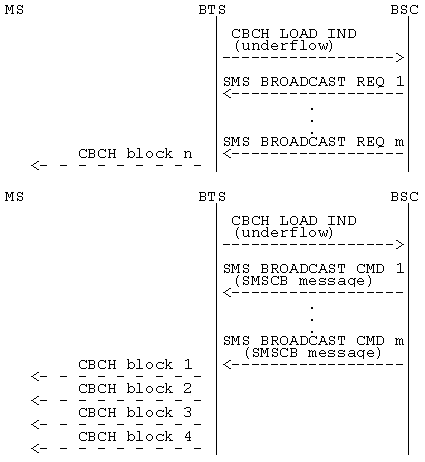 MS BTS BSC
CBCH LOAD IND
(underflow)
SMS BROADCAST REQ 1
.
.
.
SMS BROADCAST REQ m
CBCH block n
MS BTS BSC
CBCH LOAD IND
(underflow)
SMS BROADCAST CMD 1
(SMSCB message)
.
.
.
SMS BROADCAST CMD m
(SMSCB message)
CBCH block 1
CBCH block 2
CBCH block 3
CBCH block 4